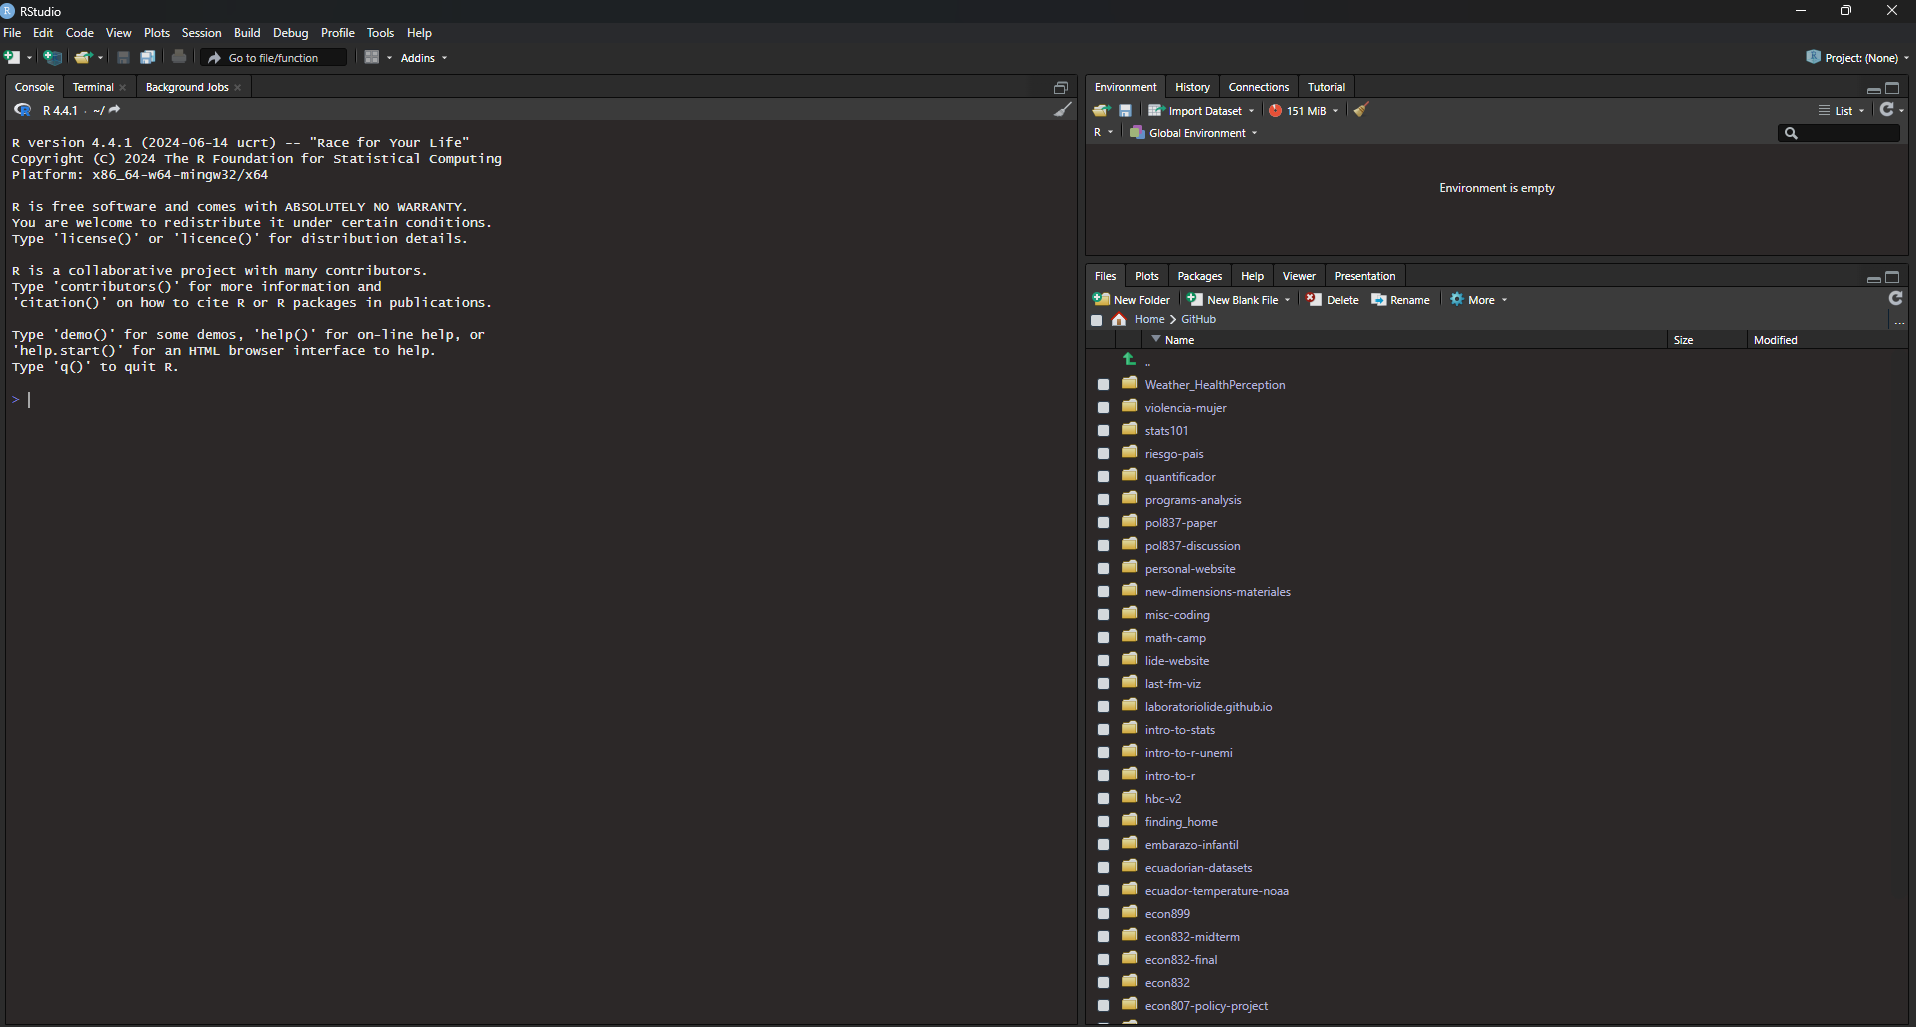 RStudio
File Edit Code View Plots Session Build Debug Profile Tools Help
Go to file/function Addins Project: (None)
Console Terminal Background Jobs
R 4.4.1 · ~/
R version 4.4.1 (2024-06-14 ucrt) -- "Race for Your Life"
Copyright (C) 2024 The R Foundation for Statistical Computing
Platform: x86_64-w64-mingw32/x64
R is free software and comes with ABSOLUTELY NO WARRANTY.
You are welcome to redistribute it under certain conditions.
Type 'license()' or 'licence()' for distribution details.
R is a collaborative project with many contributors.
Type 'contributors()' for more information and
'citation()' on how to cite R or R packages in publications.
Type 'demo()' for some demos, 'help()' for on-line help, or
'help.start()' for an HTML browser interface to help.
Type 'q()' to quit R.
>
Environment History Connections Tutorial
Import Dataset 151 MiB List
R Global Environment
Environment is empty
Files Plots Packages Help Viewer Presentation
New Folder New Blank File Delete Rename More
Home > GitHub ...
Name Size Modified
..
Weather_HealthPerception
violencia-mujer
stats101
riesgo-pais
quantificador
programs-analysis
pol837-paper
pol837-discussion
personal-website
new-dimensions-materiales
misc-coding
math-camp
lide-website
last-fm-viz
laboratoriolide.github.io
intro-to-stats
intro-to-r-unemi
intro-to-r
hbc-v2
finding_home
embarazo-infantil
ecuadorian-datasets
ecuador-temperature-noaa
econ899
econ832-midterm
econ832-final
econ832
econ807-policy-project